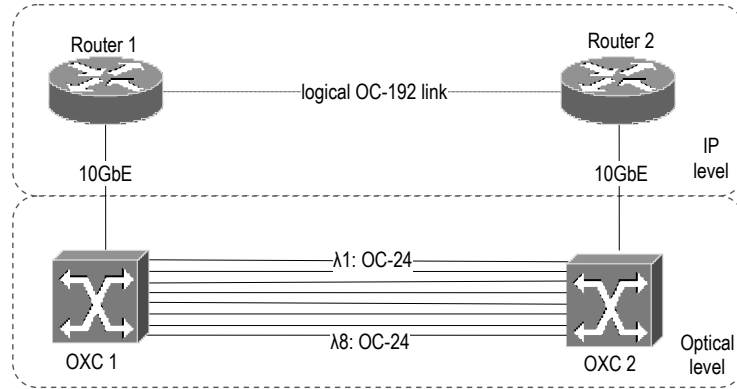 Router 1
Router 2
logical OC-192 link
10GbE
10GbE
IP
level
λ1: OC-24
λ8: OC-24
OXC 1
OXC 2
Optical
level